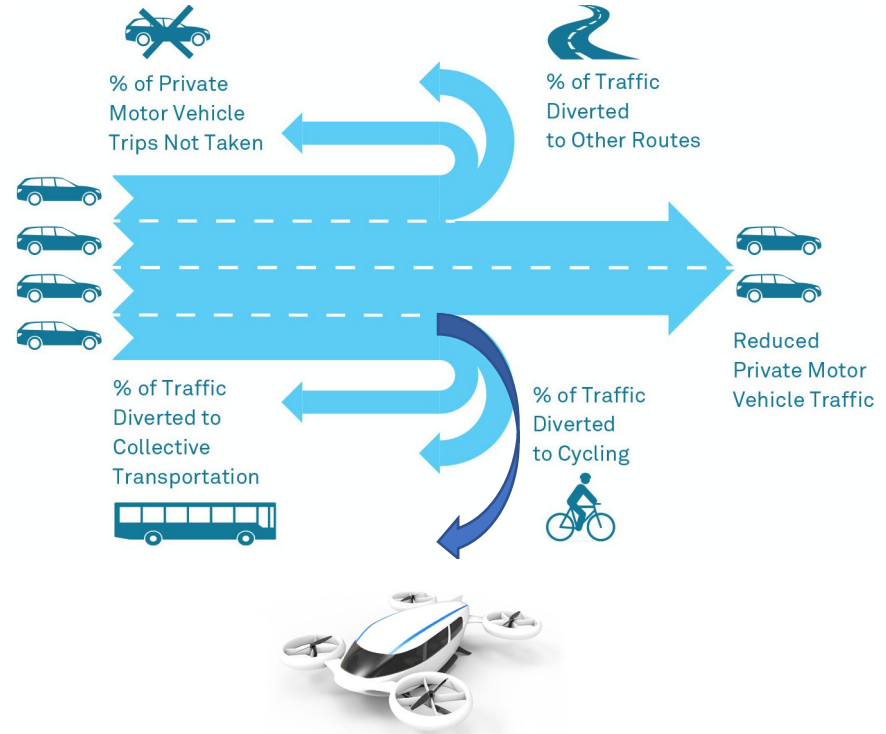 % of Private
Motor Vehicle
Trips Not Taken
% of Traffic
Diverted
to Other Routes
Reduced
Private Motor
Vehicle Traffic
% of Traffic
Diverted to
Collective
Transportation
% of Traffic
Diverted
to Cycling